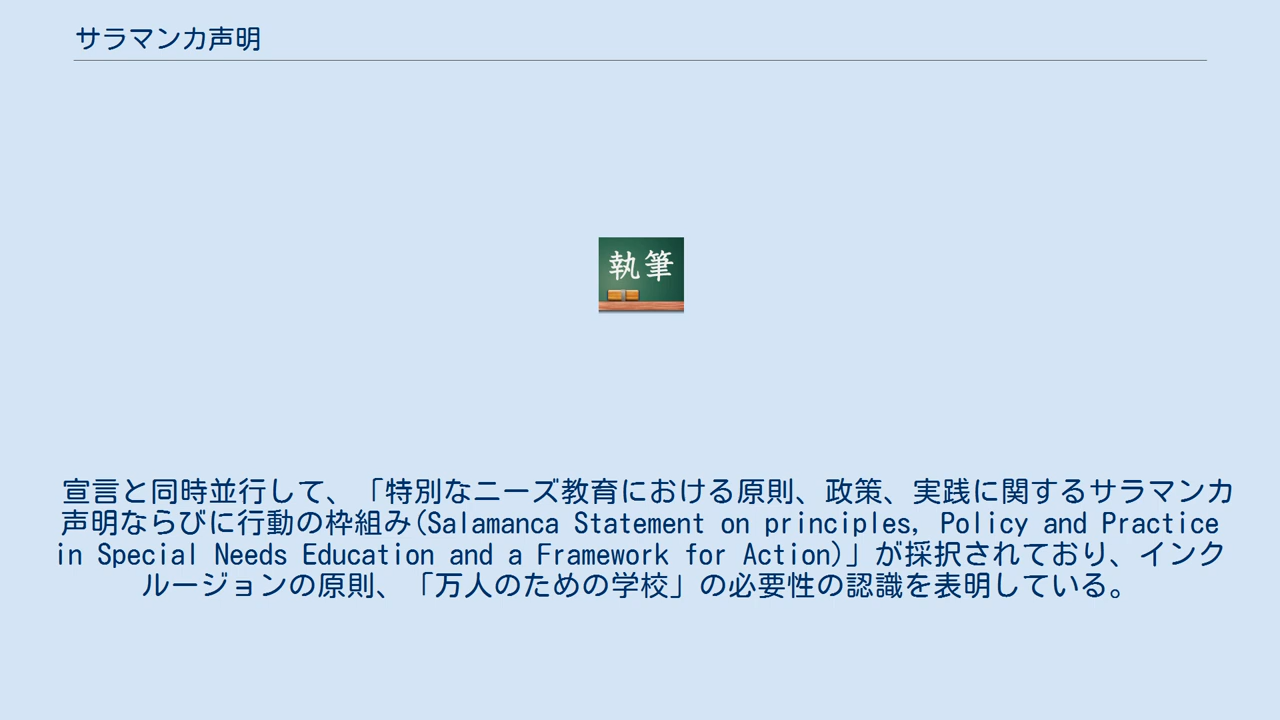 サラマンカ声明
執筆
宣言と同時並行して、「特別なニーズ教育における原則、政策、実践に関するサラマンカ
声明ならびに行動の枠組み(Salamanca Statement on principles, Policy and Practice
in Special Needs Education and a Framework for Action)」が採択されており、インク
ルージョンの原則、「万人のための学校」の必要性の認識を表明している。